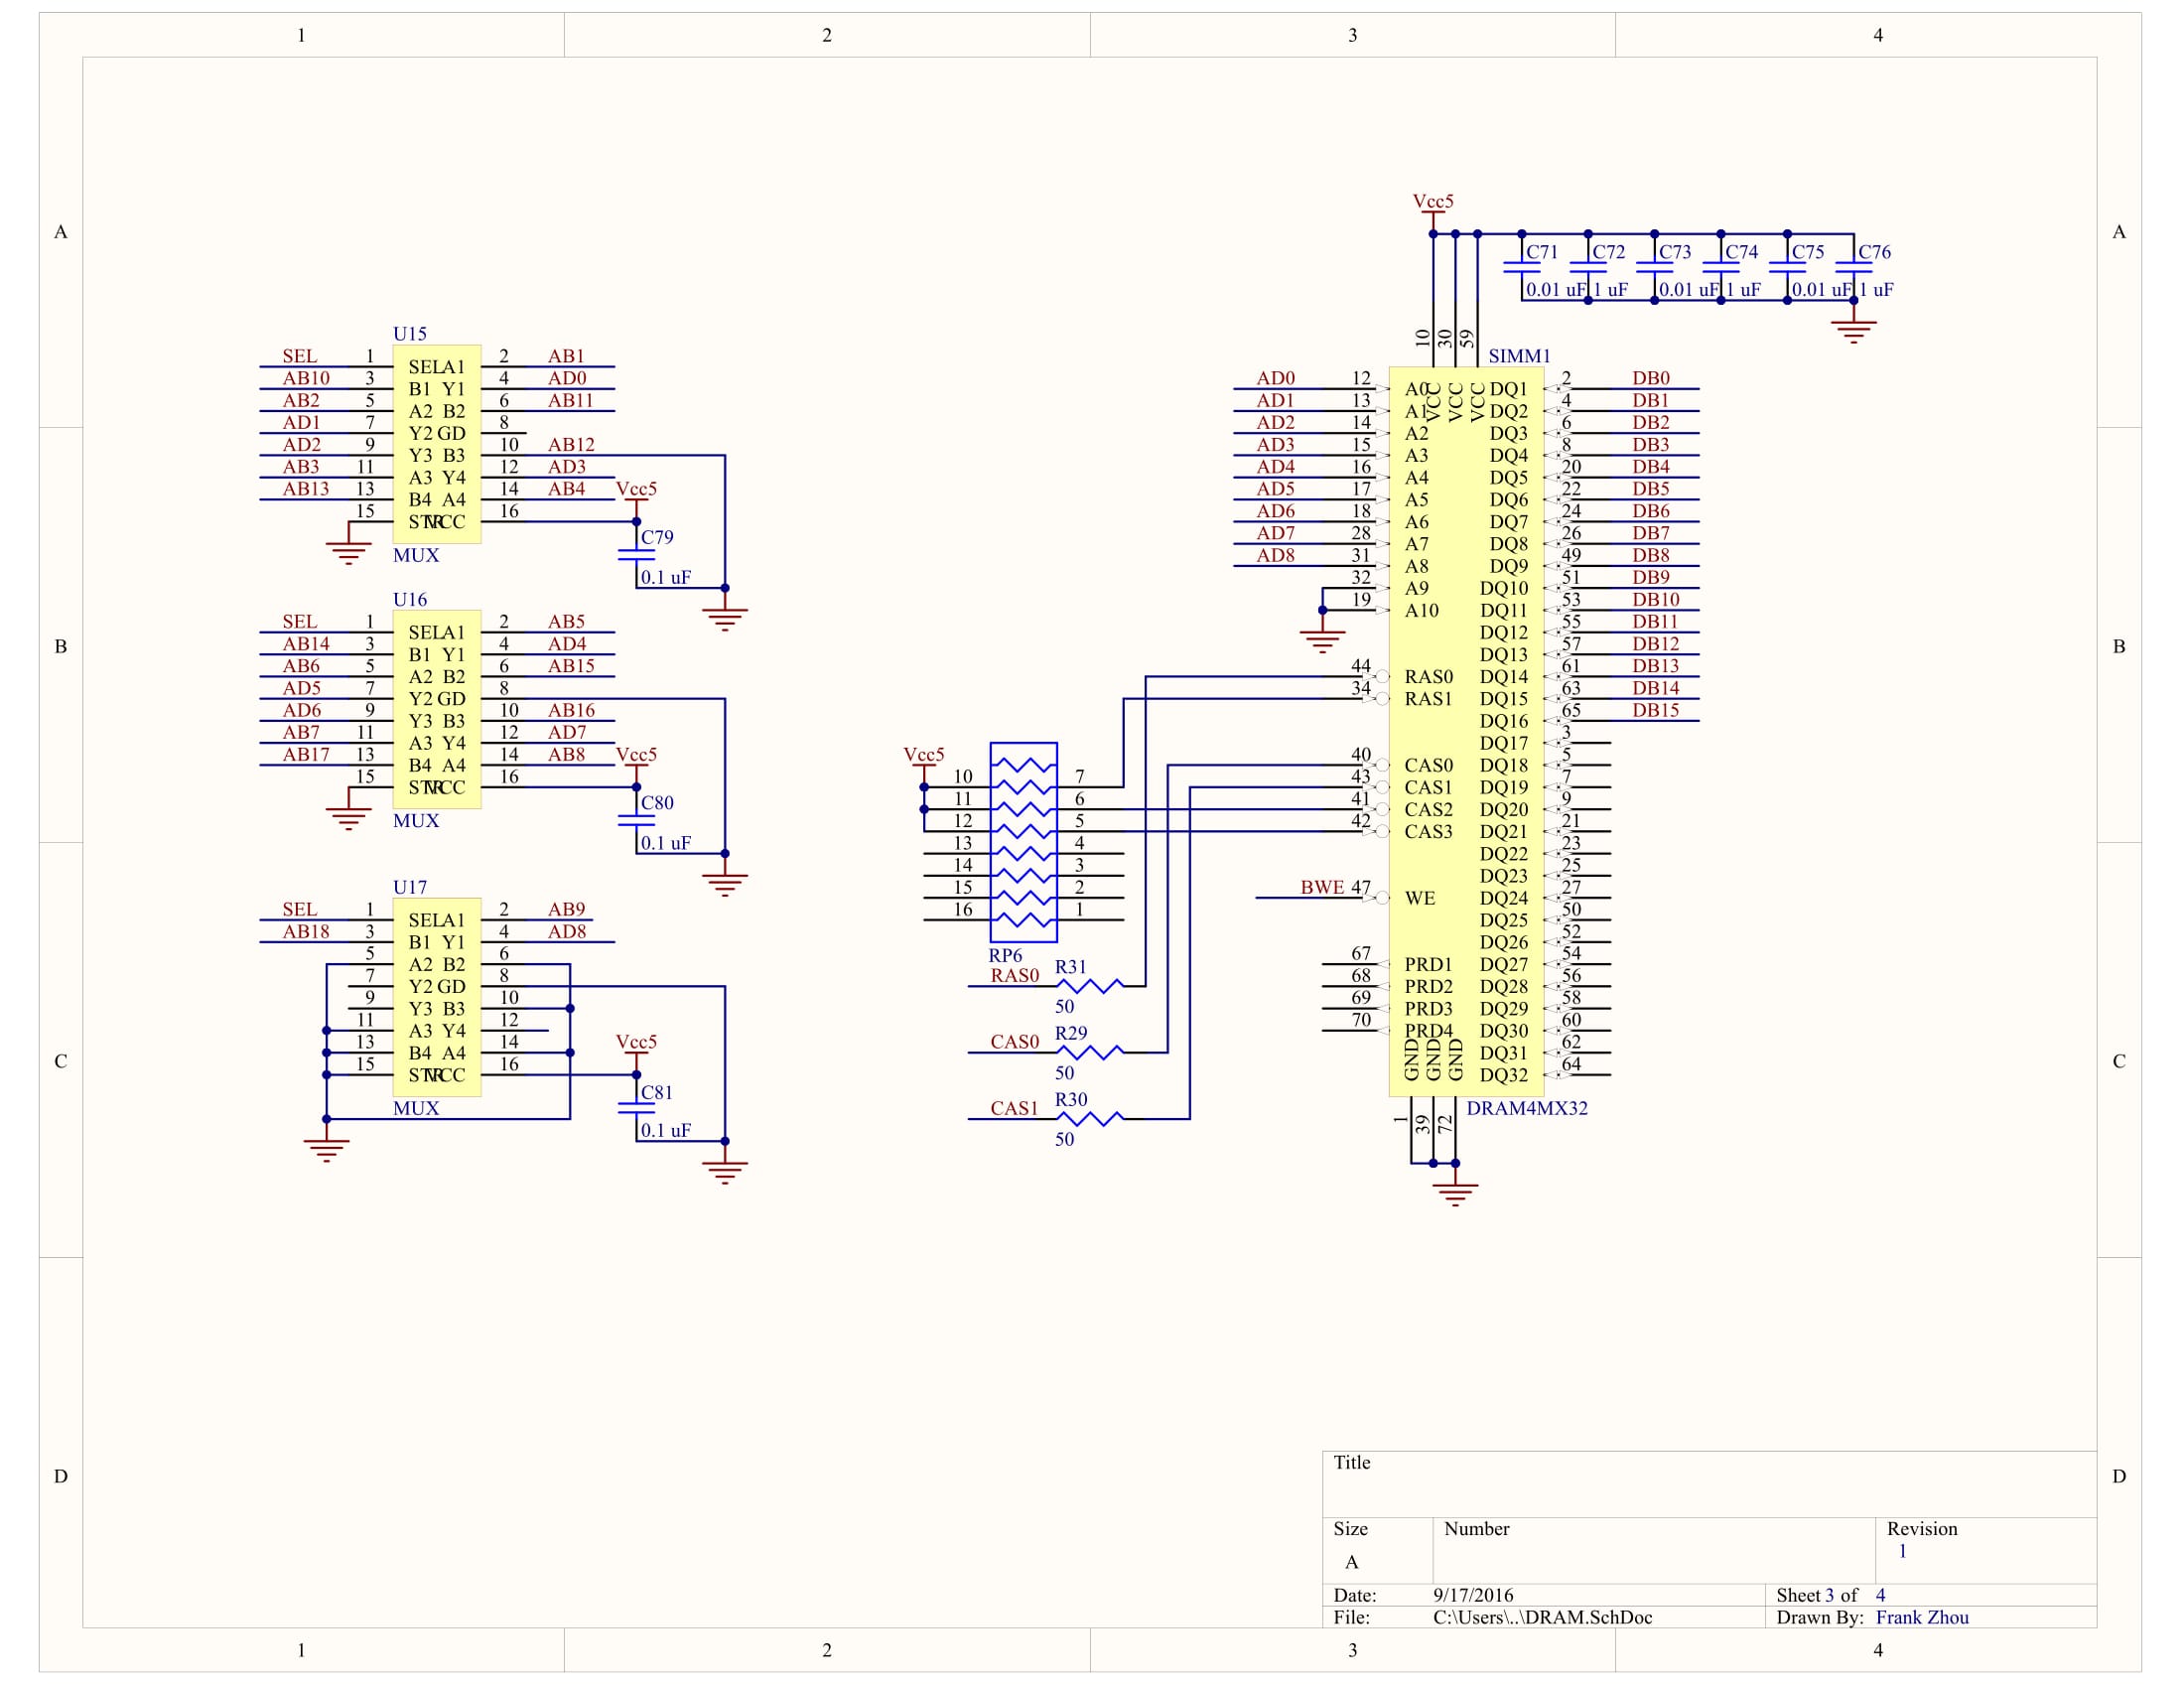 1 2 3 4
A A
B B
C C
D D
1 2 3 4
U15
SEL 1 SEL A1 2 AB1
AB10 3 B1 Y1 4 AD0
AB2 5 A2 B2 6 AB11
AD1 7 Y2 GD 8
AD2 9 Y3 B3 10 AB12
AB3 11 A3 Y4 12 AD3
AB13 13 B4 A4 14 AB4
15 STR VCC 16
MUX
Vcc5
C79
0.1 uF
U16
SEL 1 SEL A1 2 AB5
AB14 3 B1 Y1 4 AD4
AB6 5 A2 B2 6 AB15
AD5 7 Y2 GD 8
AD6 9 Y3 B3 10 AB16
AB7 11 A3 Y4 12 AD7
AB17 13 B4 A4 14 AB8
15 STR VCC 16
MUX
Vcc5
C80
0.1 uF
U17
SEL 1 SEL A1 2 AB9
AB18 3 B1 Y1 4 AD8
5 A2 B2 6
7 Y2 GD 8
9 Y3 B3 10
11 A3 Y4 12
13 B4 A4 14
15 STR VCC 16
MUX
Vcc5
C81
0.1 uF
Vcc5
10 7
11 6
12 5
13 4
14 3
15 2
16 1
RP6
RAS0 R31
50
CAS0 R29
50
CAS1 R30
50
Vcc5
C71 C72 C73 C74 C75 C76
0.01 uF 1 uF 0.01 uF 1 uF 0.01 uF 1 uF
10 30 59
SIMM1
VCC VCC VCC
AD0 12 A0 DQ1 2 DB0
AD1 13 A1 DQ2 4 DB1
AD2 14 A2 DQ3 6 DB2
AD3 15 A3 DQ4 8 DB3
AD4 16 A4 DQ5 20 DB4
AD5 17 A5 DQ6 22 DB5
AD6 18 A6 DQ7 24 DB6
AD7 28 A7 DQ8 26 DB7
AD8 31 A8 DQ9 49 DB8
32 A9 DQ10 51 DB9
19 A10 DQ11 53 DB10
DQ12 55 DB11
DQ13 57 DB12
44 RAS0 DQ14 61 DB13
34 RAS1 DQ15 63 DB14
DQ16 65 DB15
DQ17 3
40 CAS0 DQ18 5
43 CAS1 DQ19 7
41 CAS2 DQ20 9
42 CAS3 DQ21 21
DQ22 23
DQ23 25
BWE 47 WE DQ24 27
DQ25 50
DQ26 52
67 PRD1 DQ27 54
68 PRD2 DQ28 56
69 PRD3 DQ29 58
70 PRD4 DQ30 60
DQ31 62
DQ32 64
GND GND GND
1 39 72
DRAM4MX32
Title
Size Number Revision
A 1
Date: 9/17/2016 Sheet 3 of 4
File: C:\Users\..\DRAM.SchDoc Drawn By: Frank Zhou